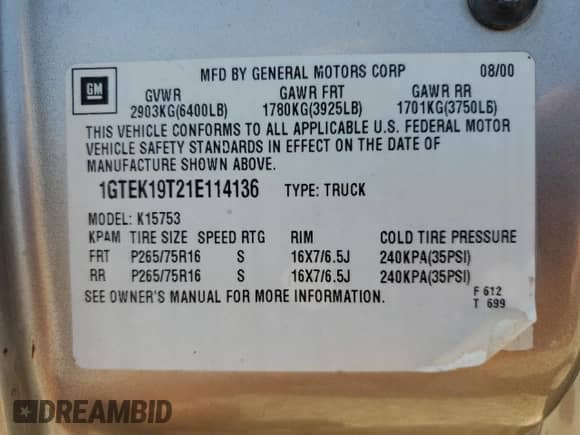 MFD BY GENERAL MOTORS CORP 08/00
GM
GVWR GAWR FRT GAWR RR
2903KG(6400LB) 1780KG(3925LB) 1701KG(3750LB)
THIS VEHICLE CONFORMS TO ALL APPLICABLE U.S. FEDERAL MOTOR
VEHICLE SAFETY STANDARDS IN EFFECT ON THE DATE OF
MANUFACTURE SHOWN ABOVE.
1GTEK19T21E114136 TYPE: TRUCK
MODEL: K15753
KPAM TIRE SIZE SPEED RTG RIM COLD TIRE PRESSURE
FRT P265/75R16 S 16X7/6.5J 240KPA(35PSI)
RR P265/75R16 S 16X7/6.5J 240KPA(35PSI)
SEE OWNER'S MANUAL FOR MORE INFORMATION.
F 612
T 699
DREAMBID